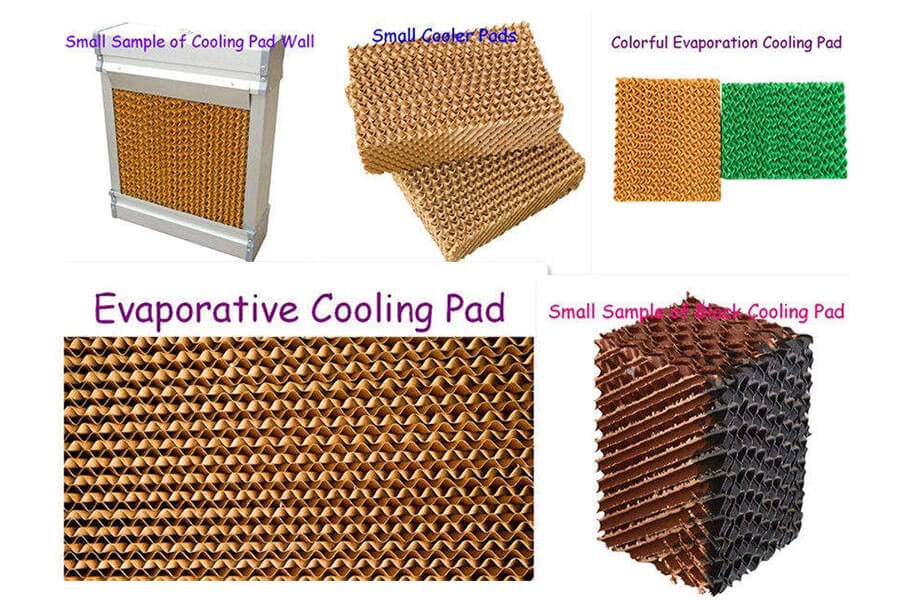 Small Sample of Cooling Pad Wall
Small Cooler Pads
Colorful Evaporation Cooling Pad
Evaporative Cooling Pad
Small Sample of Black Cooling Pad